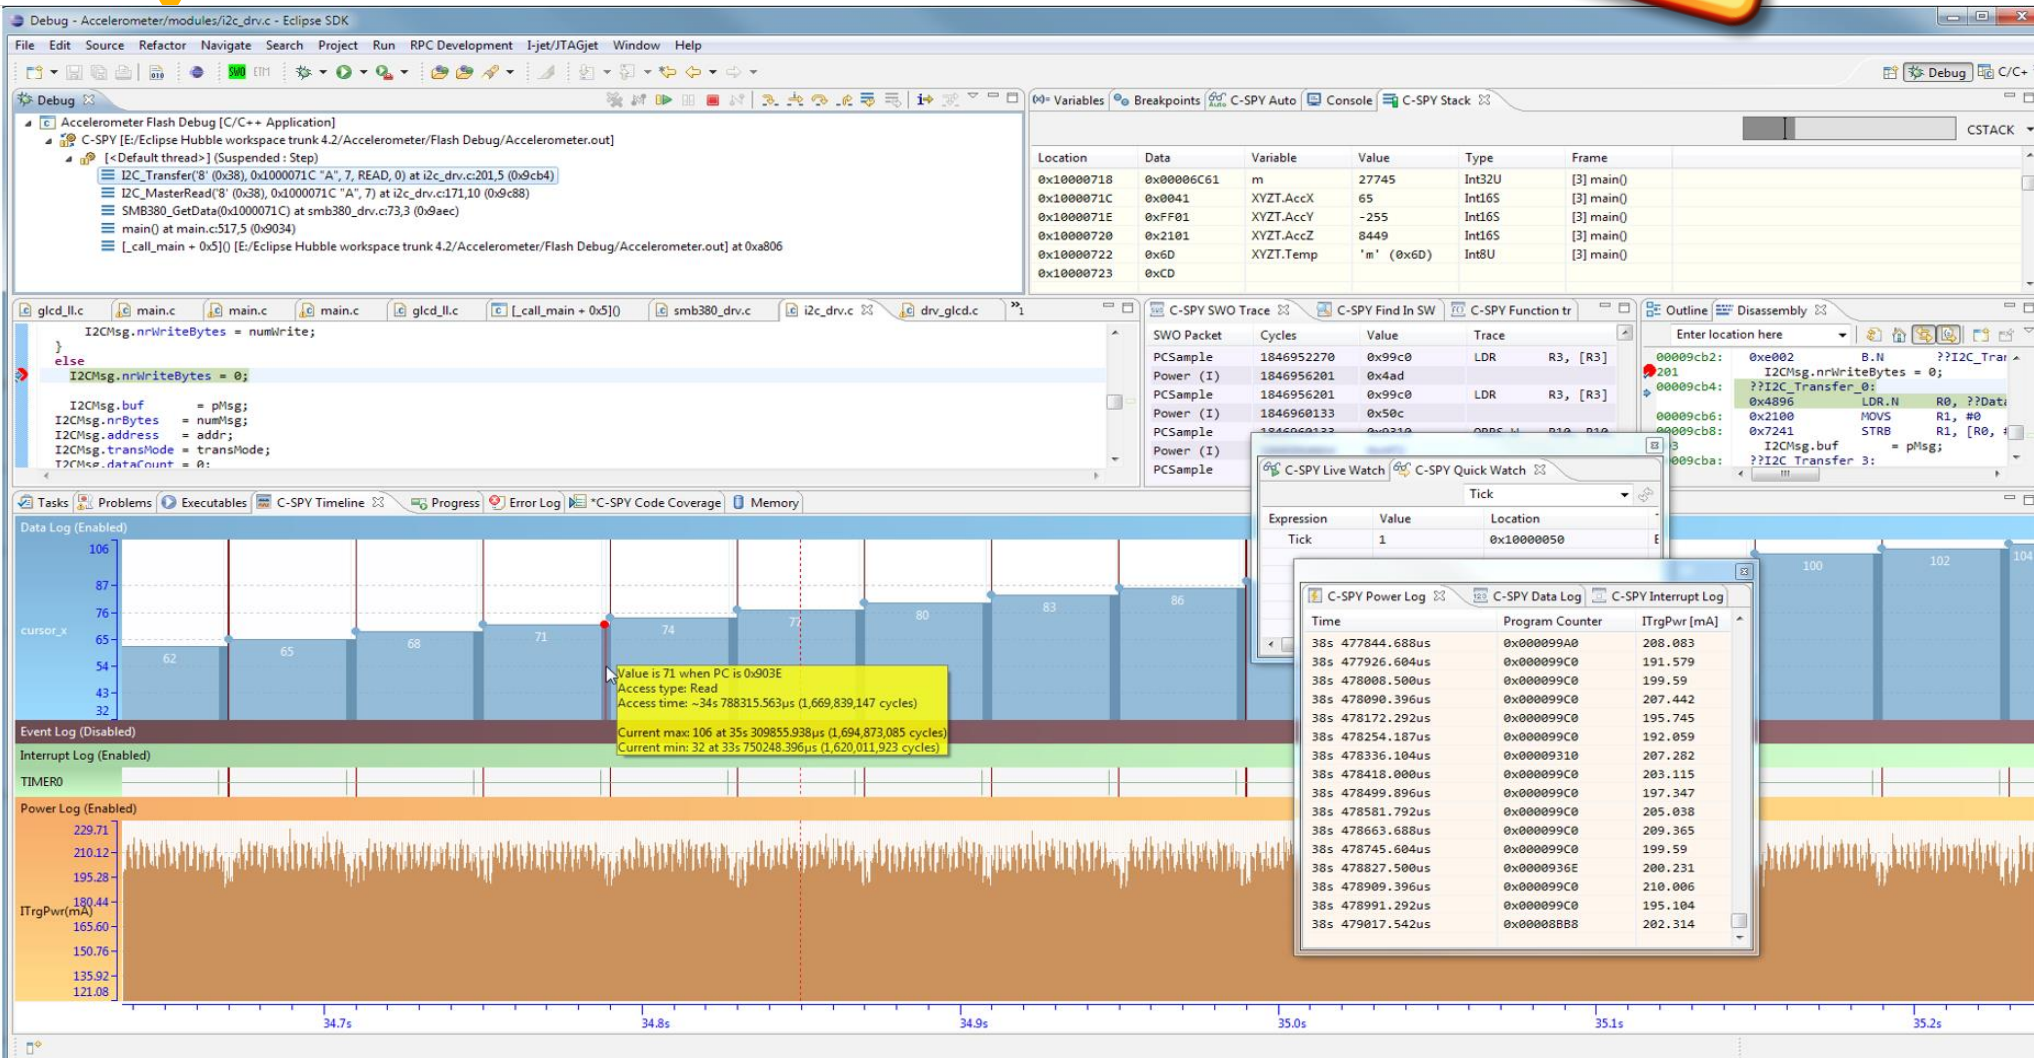 Debug - Accelerometer/modules/i2c_drv.c - Eclipse SDK
File Edit Source Refactor Navigate Search Project Run RPC Development I-jet/JTAGjet Window Help
SWO ETM
Debug C/C+
Debug
Accelerometer Flash Debug [C/C++ Application]
C-SPY [E:/Eclipse Hubble workspace trunk 4.2/Accelerometer/Flash Debug/Accelerometer.out]
[<Default thread>] (Suspended : Step)
I2C_Transfer('8' (0x38), 0x1000071C "A", 7, READ, 0) at i2c_drv.c:201,5 (0x9cb4)
I2C_MasterRead('8' (0x38), 0x1000071C "A", 7) at i2c_drv.c:171,10 (0x9c88)
SMB380_GetData(0x1000071C) at smb380_drv.c:73,3 (0x9aec)
main() at main.c:517,5 (0x9034)
[_call_main + 0x5]() [E:/Eclipse Hubble workspace trunk 4.2/Accelerometer/Flash Debug/Accelerometer.out] at 0xa806
Variables Breakpoints C-SPY Auto Console C-SPY Stack
CSTACK
Location Data Variable Value Type Frame
0x10000718 0x00006C61 m 27745 Int32U [3] main()
0x1000071C 0x0041 XYZT.AccX 65 Int16S [3] main()
0x1000071E 0xFF01 XYZT.AccY -255 Int16S [3] main()
0x10000720 0x2101 XYZT.AccZ 8449 Int16S [3] main()
0x10000722 0x6D XYZT.Temp 'm' (0x6D) Int8U [3] main()
0x10000723 0xCD
glcd_ll.c main.c main.c main.c glcd_ll.c [_call_main + 0x5]() smb380_drv.c i2c_drv.c drv_glcd.c 1
I2CMsg.nrWriteBytes = numWrite;
}
else
I2CMsg.nrWriteBytes = 0;
I2CMsg.buf = pMsg;
I2CMsg.nrBytes = numMsg;
I2CMsg.address = addr;
I2CMsg.transMode = transMode;
I2CMsg.dataCount = 0;
C-SPY SWO Trace C-SPY Find In SW C-SPY Function tr
SWO Packet Cycles Value Trace
PCSample 1846952270 0x99c0 LDR R3, [R3]
Power (I) 1846956201 0x4ad
PCSample 1846956201 0x99c0 LDR R3, [R3]
Power (I) 1846960133 0x50c
PCSample 1846960133 0x9310
Power (I)
PCSample
Outline Disassembly
Enter location here
00009cb2: 0xe002 B.N ??I2C_Tran
201 I2CMsg.nrWriteBytes = 0;
00009cb4: ??I2C_Transfer_0:
0x4896 LDR.N R0, ??Data
00009cb6: 0x2100 MOVS R1, #0
00009cb8: 0x7241 STRB R1, [R0, #
I2CMsg.buf = pMsg;
0009cba: ??I2C_Transfer_3:
C-SPY Live Watch C-SPY Quick Watch
Tick
Expression Value Location
Tick 1 0x10000050
Tasks Problems Executables C-SPY Timeline Progress Error Log *C-SPY Code Coverage Memory
Data Log (Enabled)
106
87
76
cursor_x
65
54
43
32
62 65 68 71 74 77 80 83 86 100 102 104
Value is 71 when PC is 0x903E
Access type: Read
Access time: ~34s 788315.563µs (1,669,839,147 cycles)
Current max: 106 at 35s 309855.938µs (1,694,873,085 cycles)
Current min: 32 at 33s 750248.396µs (1,620,011,923 cycles)
Event Log (Disabled)
Interrupt Log (Enabled)
TIMER0
Power Log (Enabled)
229.71
210.12
195.28
180.44
ITrgPwr(mA)
165.60
150.76
135.92
121.08
34.7s 34.8s 34.9s 35.0s 35.1s 35.2s
C-SPY Power Log C-SPY Data Log C-SPY Interrupt Log
Time Program Counter ITrgPwr [mA]
38s 477844.688us 0x000099A0 208.083
38s 477926.604us 0x000099C0 191.579
38s 478008.500us 0x000099C0 199.59
38s 478090.396us 0x000099C0 207.442
38s 478172.292us 0x000099C0 195.745
38s 478254.187us 0x000099C0 192.059
38s 478336.104us 0x00009310 207.282
38s 478418.000us 0x000099C0 203.115
38s 478499.896us 0x000099C0 197.347
38s 478581.792us 0x000099C0 205.038
38s 478663.688us 0x000099C0 209.365
38s 478745.604us 0x000099C0 199.59
38s 478827.500us 0x0000936E 200.231
38s 478909.396us 0x000099C0 210.006
38s 478991.292us 0x000099C0 195.104
38s 479017.542us 0x00008BB8 202.314